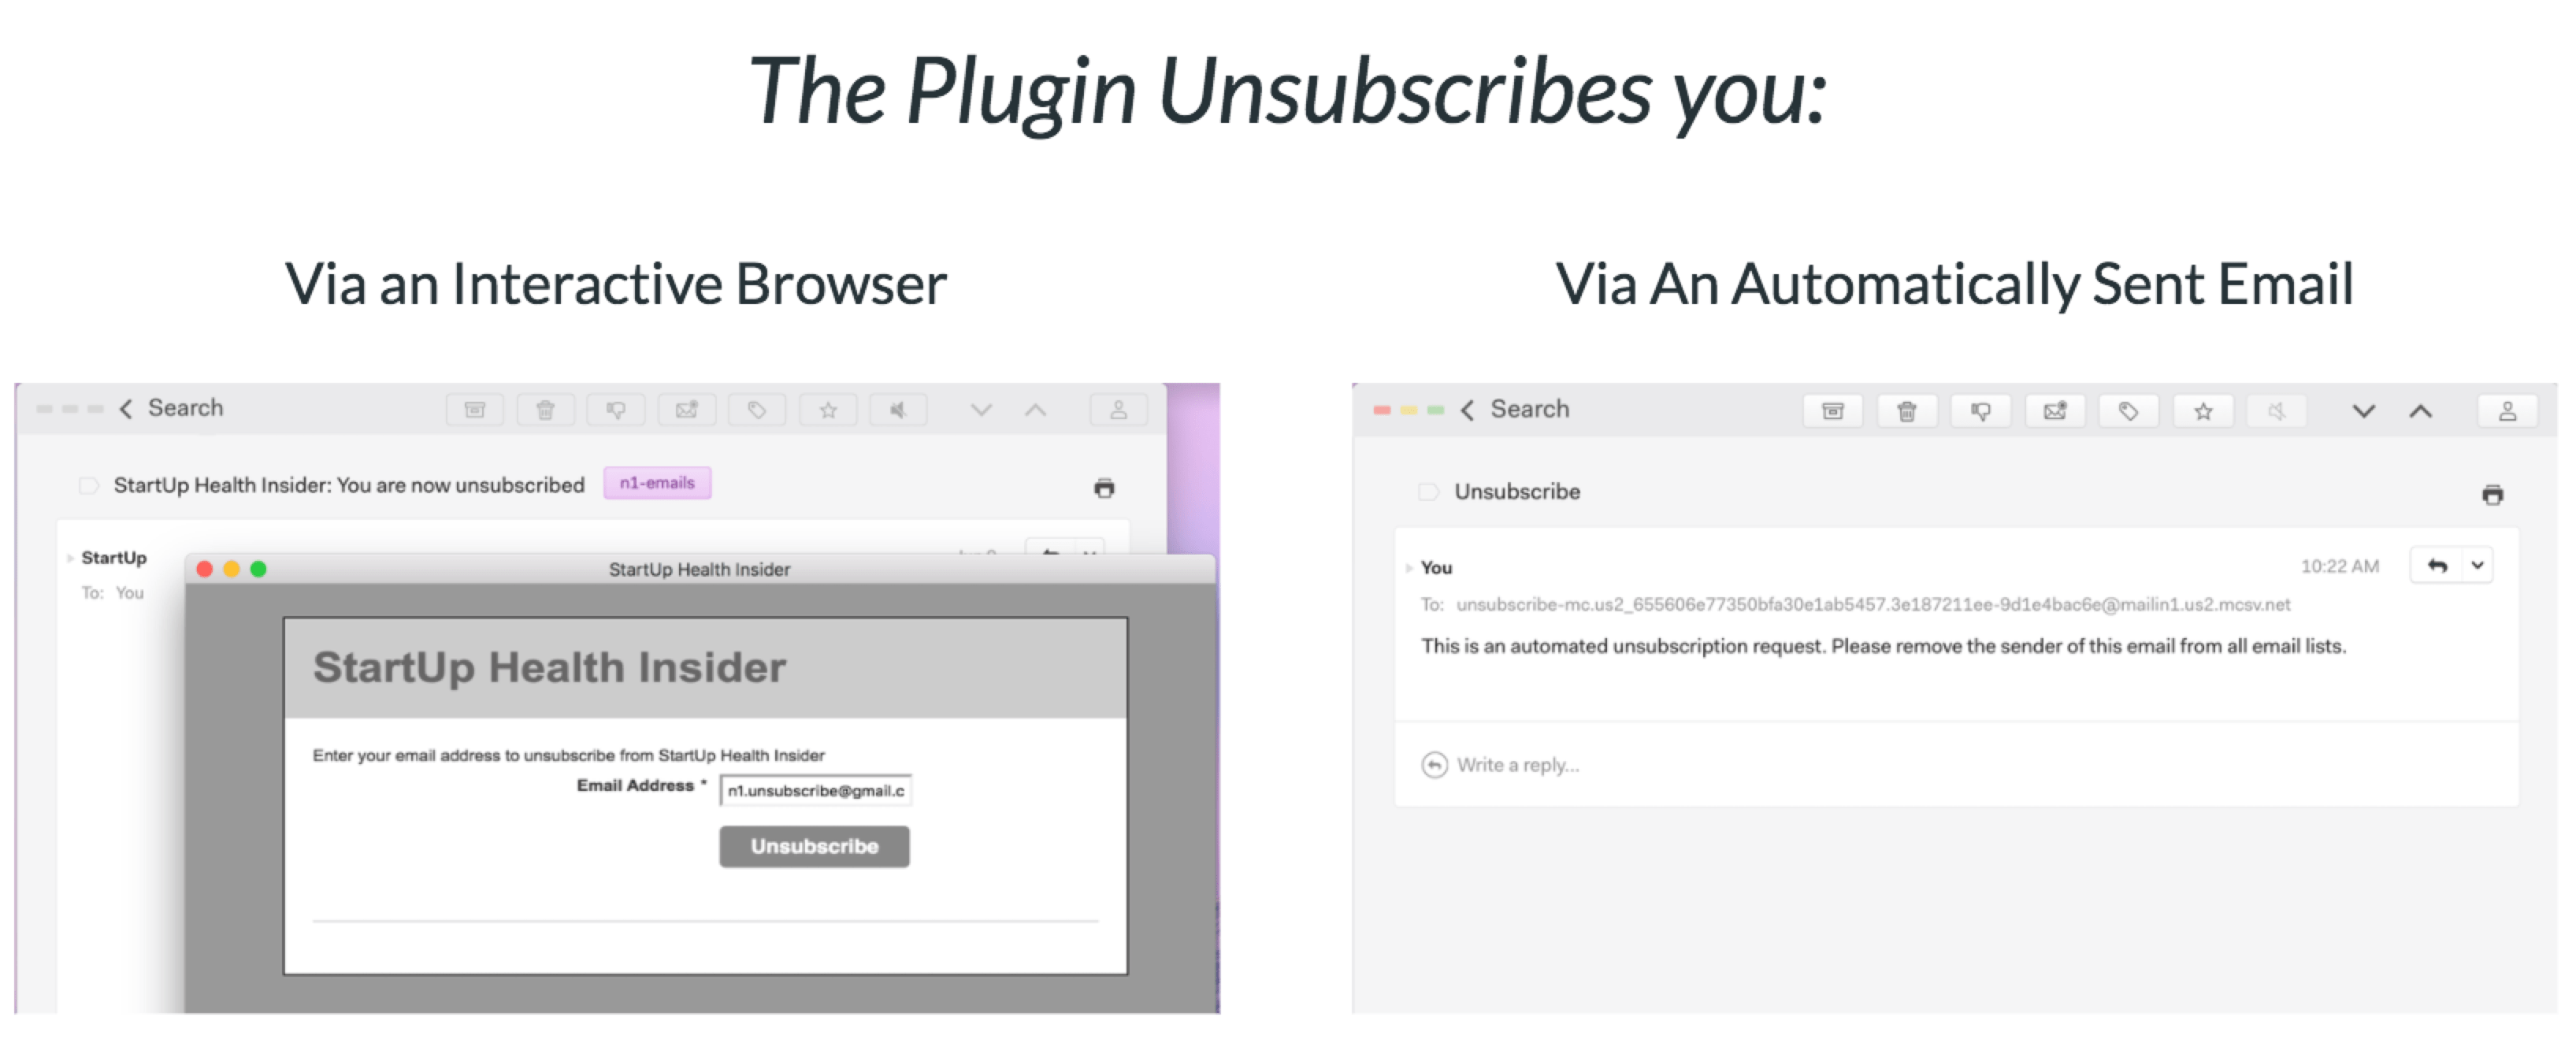 The Plugin Unsubscribes you:
Via an Interactive Browser
Search
StartUp Health Insider: You are now unsubscribed n1-emails
StartUp
To: You
StartUp Health Insider
StartUp Health Insider
Enter your email address to unsubscribe from StartUp Health Insider
Email Address * n1.unsubscribe@gmail.c
Unsubscribe
Via An Automatically Sent Email
Search
Unsubscribe
You 10:22 AM
To: unsubscribe-mc.us2_655606e77350bfa30e1ab5457.3e187211ee-9d1e4bac6e@mailin1.us2.mcsv.net
This is an automated unsubscription request. Please remove the sender of this email from all email lists.
Write a reply...